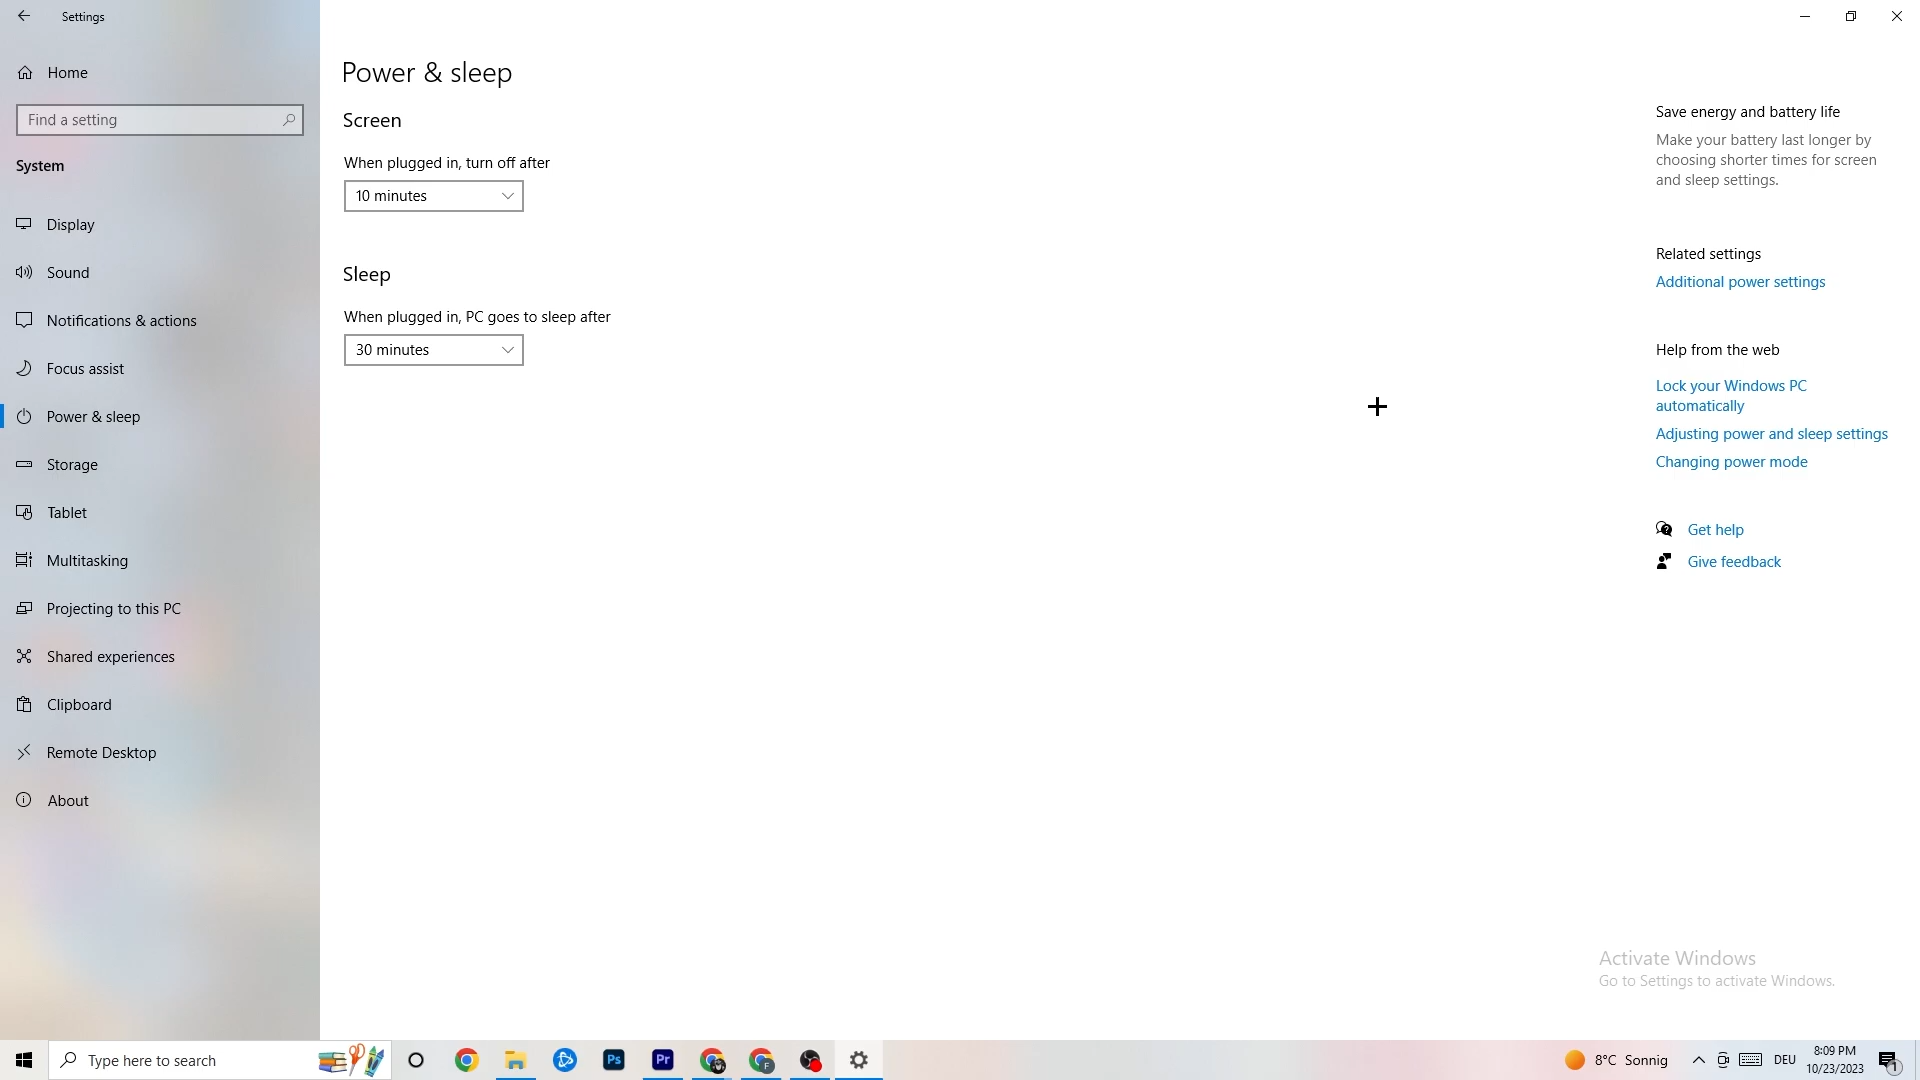 Settings
Home
Find a setting
System
Display
Sound
Notifications & actions
Focus assist
Power & sleep
Storage
Tablet
Multitasking
Projecting to this PC
Shared experiences
Clipboard
Remote Desktop
About
Power & sleep
Screen
When plugged in, turn off after
10 minutes
Sleep
When plugged in, PC goes to sleep after
30 minutes
Save energy and battery life
Make your battery last longer by
choosing shorter times for screen
and sleep settings.
Related settings
Additional power settings
Help from the web
Lock your Windows PC
automatically
Adjusting power and sleep settings
Changing power mode
Get help
Give feedback
Activate Windows
Go to Settings to activate Windows.
Type here to search
Ps
Pr
F
8°C Sonnig
DEU
8:09 PM
10/23/2023
1